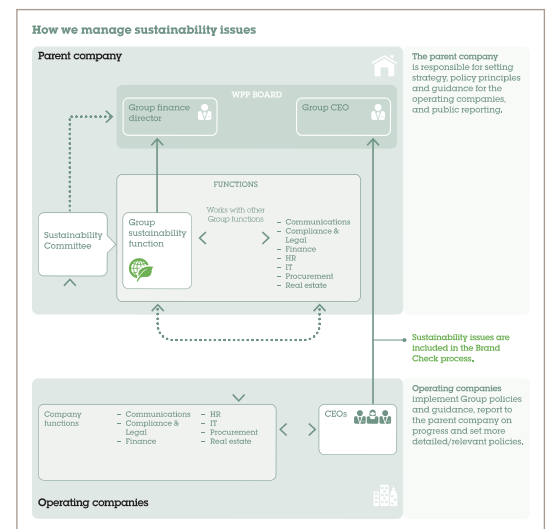 How we manage sustainability issues
Parent company
The parent company
is responsible for setting
strategy, policy principles
and guidance for the
operating companies,
and public reporting.
WPP BOARD
Group finance
director
Group CEO
FUNCTIONS
Sustainability
Committee
Group
sustainability
function
Works with other
Group functions
– Communications
– Compliance &
Legal
– Finance
– HR
– IT
– Procurement
– Real estate
Sustainability issues are
included in the Brand
Check process.
Company
functions
– Communications
– Compliance &
Legal
– Finance
– HR
– IT
– Procurement
– Real estate
CEOs
Operating companies
implement Group policies
and guidance, report to
the parent company on
progress and set more
detailed/relevant policies.
Operating companies